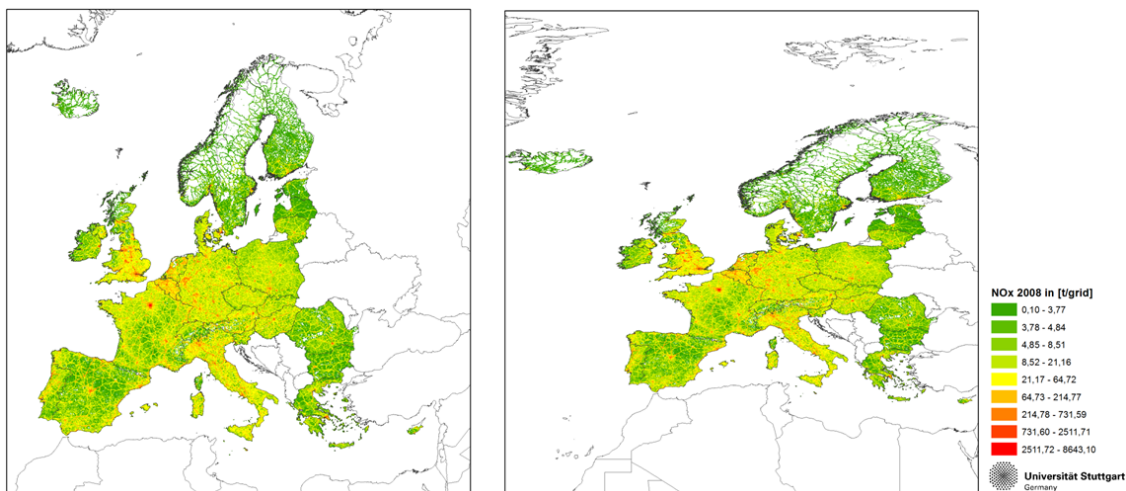 NOx 2008 in [t/grid]
0,10 - 3,77
3,78 - 4,84
4,85 - 8,51
8,52 - 21,16
21,17 - 64,72
64,73 - 214,77
214,78 - 731,59
731,60 - 2511,71
2511,72 - 8643,10
Universität Stuttgart
Germany